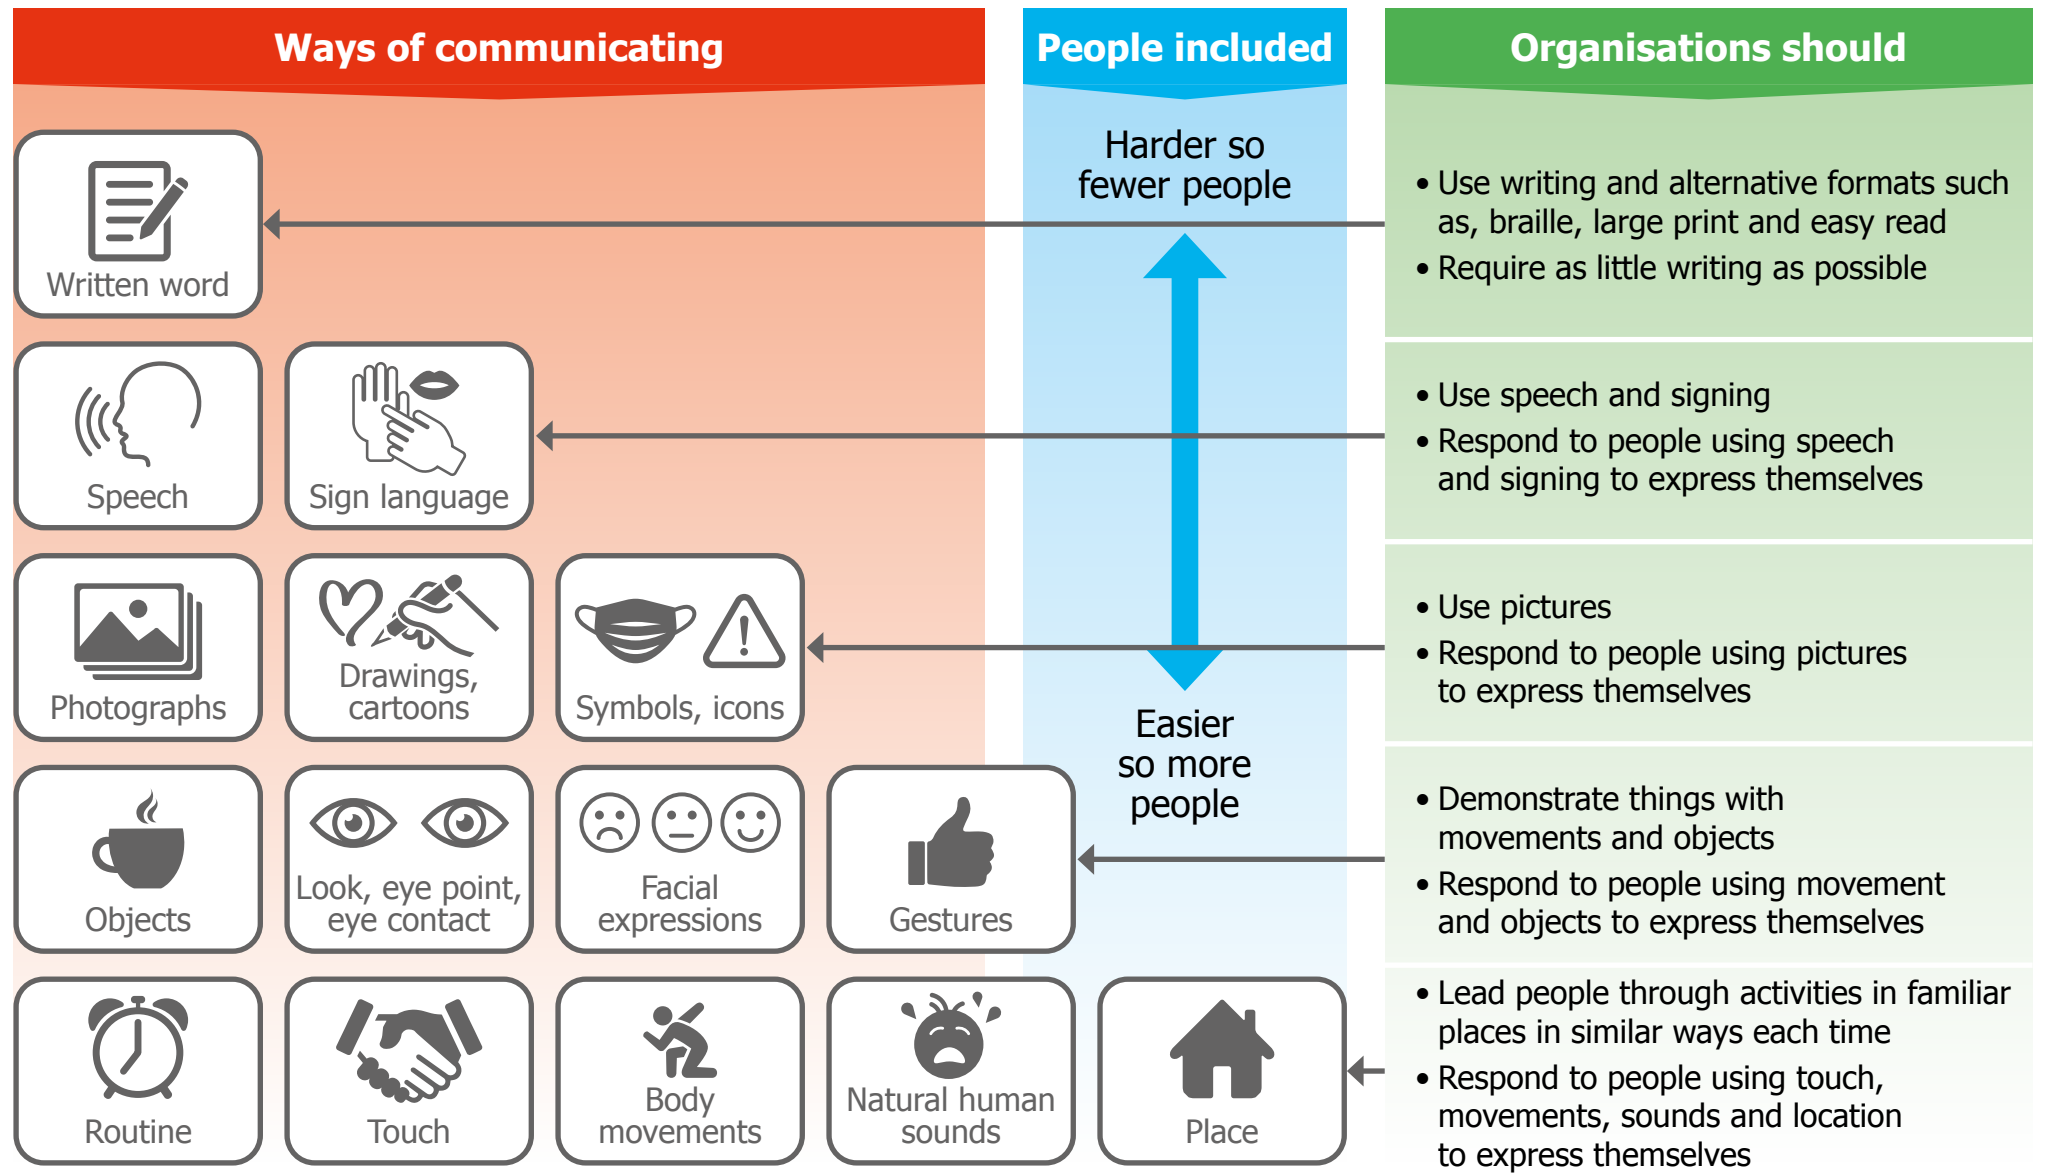 Ways of communicating
People included
Organisations should
Written word
Harder so
fewer people
• Use writing and alternative formats such
as, braille, large print and easy read
• Require as little writing as possible
Speech
Sign language
• Use speech and signing
• Respond to people using speech
and signing to express themselves
Photographs
Drawings,
cartoons
Symbols, icons
• Use pictures
• Respond to people using pictures
to express themselves
Easier
so more
people
Objects
Look, eye point,
eye contact
Facial
expressions
Gestures
• Demonstrate things with
movements and objects
• Respond to people using movement
and objects to express themselves
Routine
Touch
Body
movements
Natural human
sounds
Place
• Lead people through activities in familiar
places in similar ways each time
• Respond to people using touch,
movements, sounds and location
to express themselves